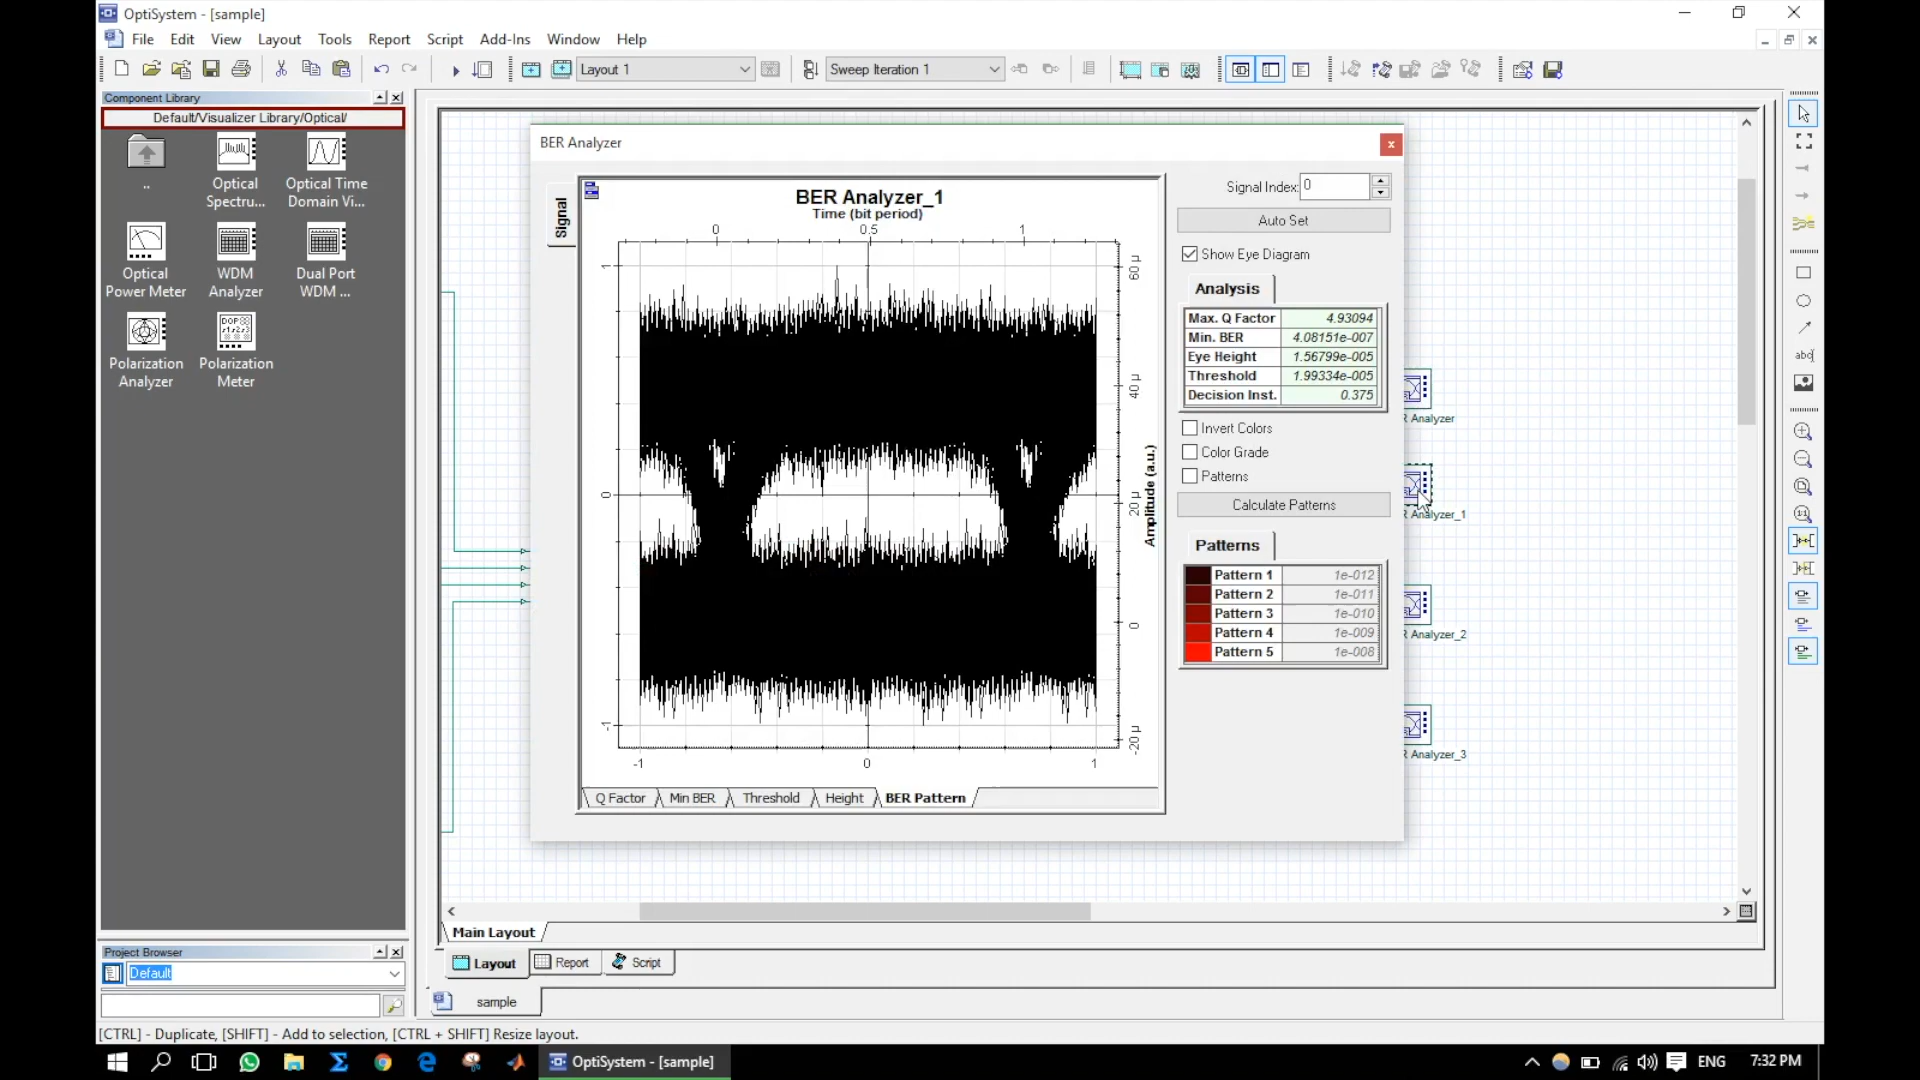 OptiSystem - [sample]
File Edit View Layout Tools Report Script Add-Ins Window Help
Layout 1
Sweep Iteration 1
Component Library
Default/Visualizer Library/Optical/
..
Optical Spectru...
Optical Time Domain Vi...
Optical Power Meter
WDM Analyzer
Dual Port WDM ...
Polarization Analyzer
Polarization Meter
BER Analyzer
Signal
BER Analyzer_1
Time (bit period)
0 0.5 1
1
0
-1
60 µ
40 µ
20 µ
0
-20 µ
Amplitude (a.u.)
-1 0 1
Q Factor Min BER Threshold Height BER Pattern
Signal Index: 0
Auto Set
Show Eye Diagram
Analysis
Max. Q Factor 4.93094
Min. BER 4.08151e-007
Eye Height 1.56799e-005
Threshold 1.99334e-005
Decision Inst. 0.375
Invert Colors
Color Grade
Patterns
Calculate Patterns
Patterns
Pattern 1 1e-012
Pattern 2 1e-011
Pattern 3 1e-010
Pattern 4 1e-009
Pattern 5 1e-008
R Analyzer
R Analyzer_1
R Analyzer_2
R Analyzer_3
Main Layout
Layout Report Script
sample
Project Browser
Default
[CTRL] - Duplicate, [SHIFT] - Add to selection, [CTRL + SHIFT] Resize layout.
OptiSystem - [sample]
ENG
7:32 PM